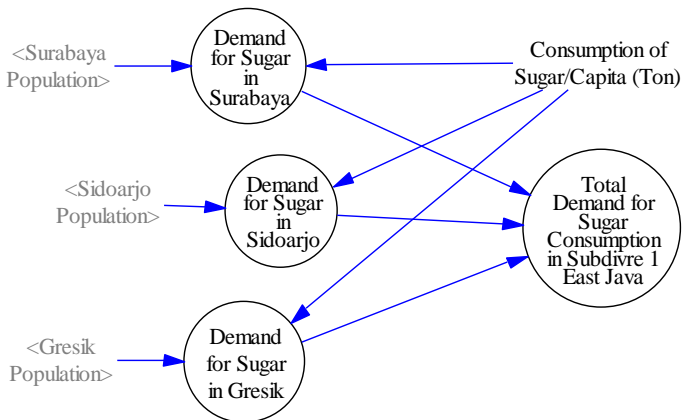 <Surabaya
Population>
Demand
for Sugar
in
Surabaya
Consumption of
Sugar/Capita (Ton)
<Sidoarjo
Population>
Demand
for Sugar
in
Sidoarjo
Total
Demand for
Sugar
Consumption
in Subdivre 1
East Java
<Gresik
Population>
Demand
for Sugar
in Gresik